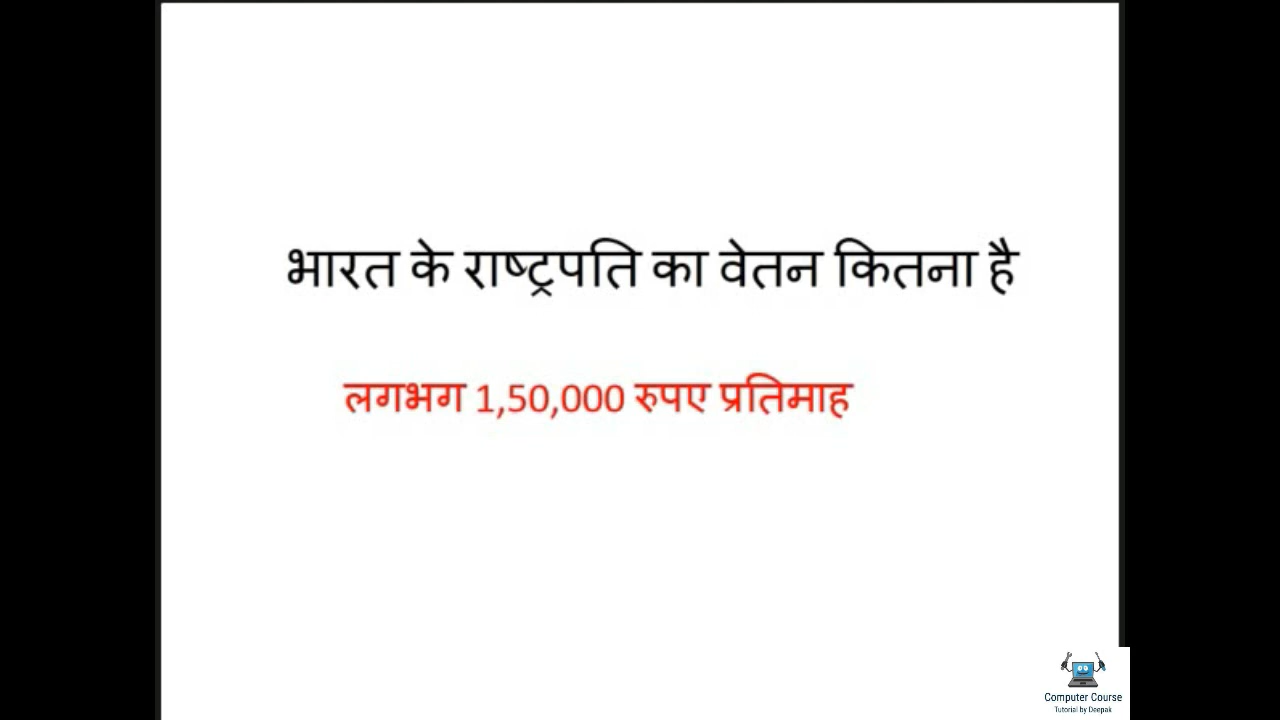 भारत के राष्ट्रपति का वेतन कितना है
लगभग 1,50,000 रुपए प्रतिमाह
Computer Course
Tutorial by Deepak